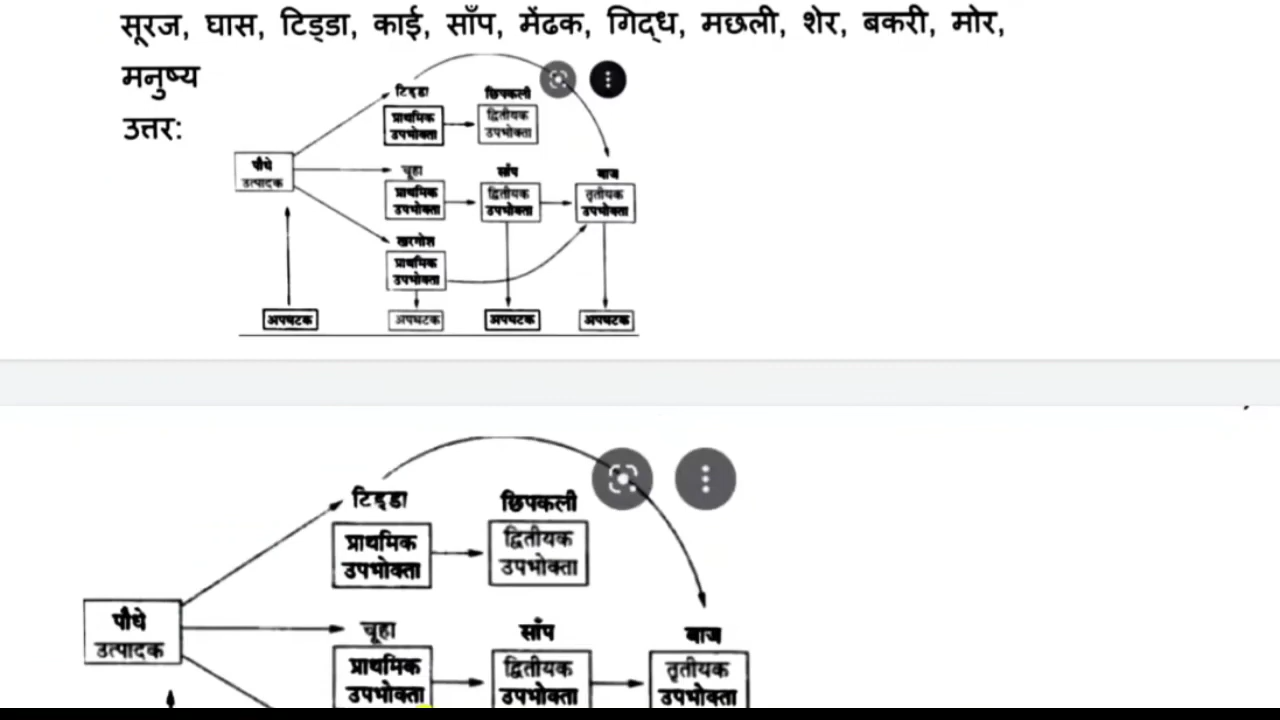 सूरज, घास, टिड्डा, काई, साँप, मेंढक, गिद्ध, मछली, शेर, बकरी, मोर,
मनुष्य
उत्तर:
टिड्डा
छिपकली
प्राथमिक
उपभोक्ता
द्वितीयक
उपभोक्ता
पौधे
उत्पादक
चूहा
साँप
बाज
प्राथमिक
उपभोक्ता
द्वितीयक
उपभोक्ता
तृतीयक
उपभोक्ता
खरगोश
प्राथमिक
उपभोक्ता
अपघटक
अपघटक
अपघटक
अपघटक
टिड्डा
छिपकली
प्राथमिक
उपभोक्ता
द्वितीयक
उपभोक्ता
पौधे
उत्पादक
चूहा
साँप
बाज
प्राथमिक
उपभोक्ता
द्वितीयक
उपभोक्ता
तृतीयक
उपभोक्ता